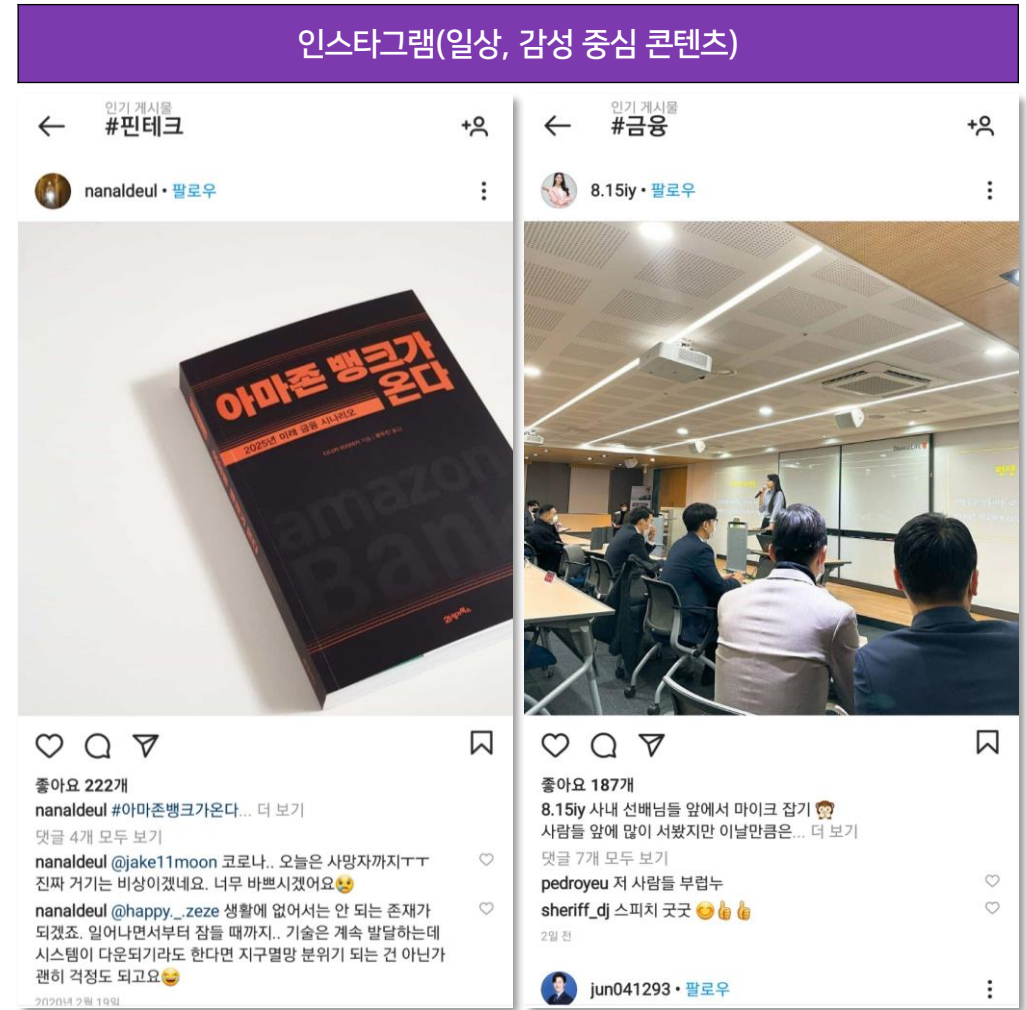 인스타그램(일상, 감성 중심 콘텐츠)
인기 게시물
#핀테크
nanaldeul • 팔로우
아마존 뱅크가
온다
2025년 미래 금융 시나리오
amazon
Bank
좋아요 222개
nanaldeul #아마존뱅크가온다... 더 보기
댓글 4개 모두 보기
nanaldeul @jake11moon 코로나.. 오늘은 사망자까지ㅜㅜ
진짜 거기는 비상이겠네요. 너무 바쁘시겠어요😢
nanaldeul @happy._.zeze 생활에 없어서는 안 되는 존재가
되겠죠. 일어나면서부터 잠들 때까지.. 기술은 계속 발달하는데
시스템이 다운되기라도 한다면 지구멸망 분위기 되는 건 아닌가
괜히 걱정도 되고요😂
2020년 2월 19일
인기 게시물
#금융
8.15iy • 팔로우
좋아요 187개
8.15iy 사내 선배님들 앞에서 마이크 잡기 🙊
사람들 앞에 많이 서봤지만 이날만큼은... 더 보기
댓글 7개 모두 보기
pedroyeu 저 사람들 부럽누
sheriff_dj 스피치 굿굿 😊👍👍
2일 전
jun041293 • 팔로우